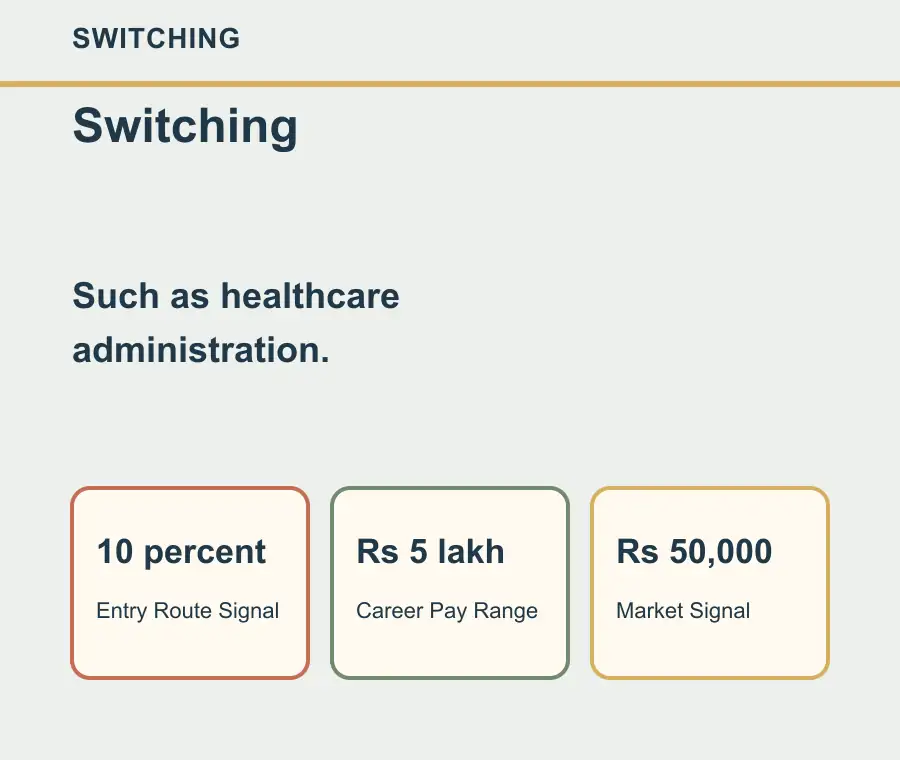 SWITCHING
Switching
Such as healthcare
administration.
10 percent
Entry Route Signal
Rs 5 lakh
Career Pay Range
Rs 50,000
Market Signal